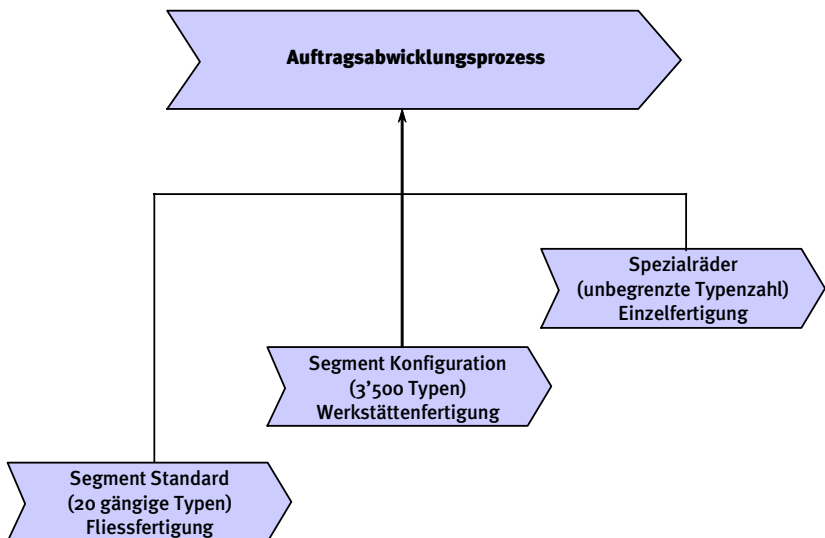 Auftragsabwicklungsprozess
Spezialräder
(unbegrenzte Typenzahl)
Einzelfertigung
Segment Konfiguration
(3’500 Typen)
Werkstättenfertigung
Segment Standard
(20 gängige Typen)
Fliessfertigung